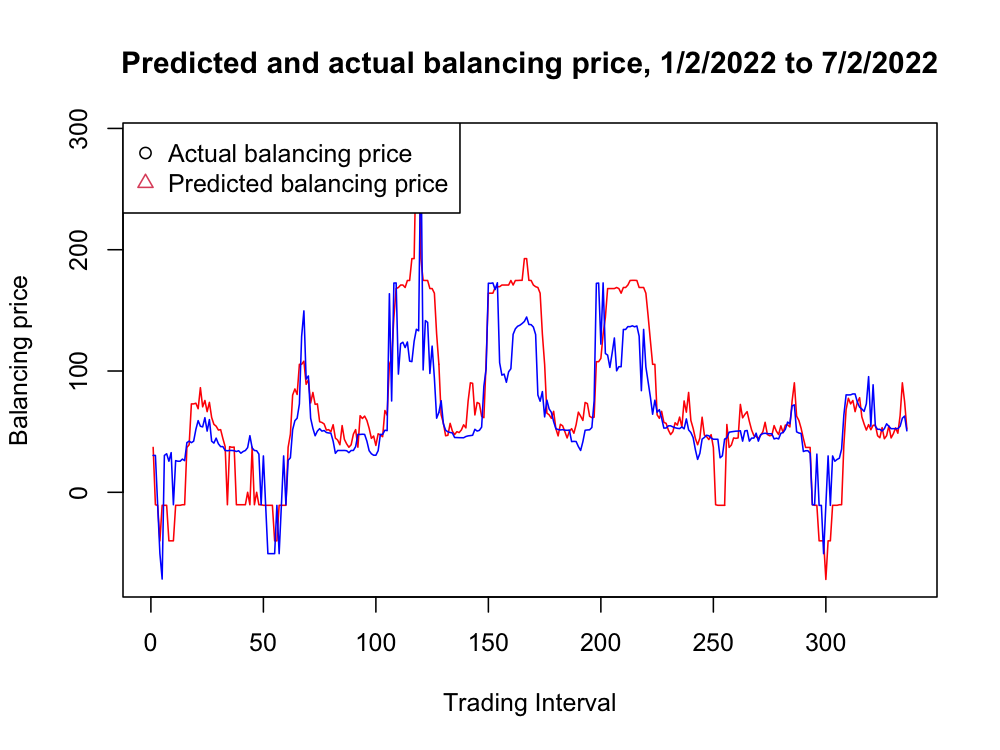 Predicted and actual balancing price, 1/2/2022 to 7/2/2022
300
200
100
0
Balancing price
Actual balancing price
Predicted balancing price
0 50 100 150 200 250 300
Trading Interval